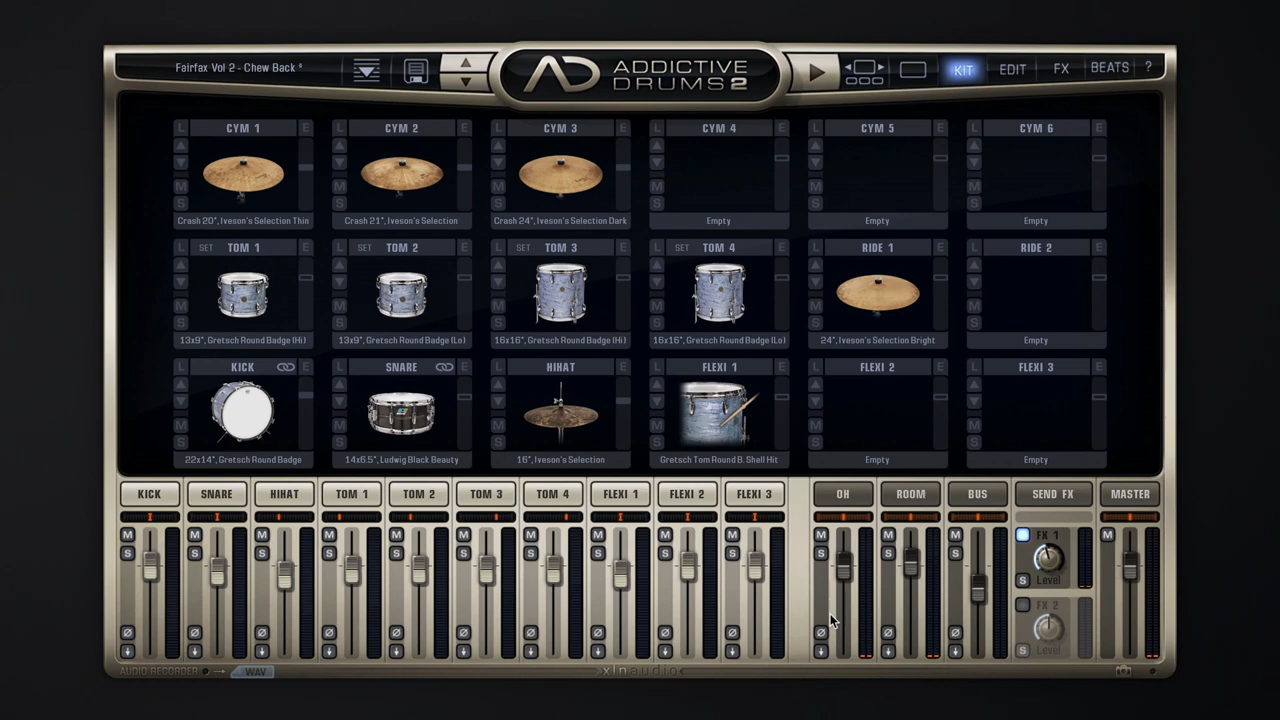 Fairfax Vol 2 - Chew Back *
ADDICTIVE
DRUMS 2
KIT
EDIT
FX
BEATS
?
L CYM 1 E
L CYM 2 E
L CYM 3 E
L CYM 4 E
L CYM 5 E
L CYM 6 E
M M M M M M
S S S S S S
Crash 20", Iveson's Selection Thin
Crash 21", Iveson's Selection
Crash 24", Iveson's Selection Dark
Empty
Empty
Empty
L SET TOM 1 E
L SET TOM 2 E
L SET TOM 3 E
L SET TOM 4 E
L RIDE 1 E
L RIDE 2 E
M M M M M M
S S S S S S
13x9", Gretsch Round Badge (Hi)
13x9", Gretsch Round Badge (Lo)
16x16", Gretsch Round Badge (Hi)
16x16", Gretsch Round Badge (Lo)
24", Iveson's Selection Bright
Empty
L KICK E
L SNARE E
L HIHAT E
L FLEXI 1 E
L FLEXI 2 E
L FLEXI 3 E
M M M M M M
S S S S S S
22x14", Gretsch Round Badge
14x6.5", Ludwig Black Beauty
16", Iveson's Selection
Gretsch Tom Round B. Shell Hit
Empty
Empty
KICK SNARE HIHAT TOM 1 TOM 2 TOM 3 TOM 4 FLEXI 1 FLEXI 2 FLEXI 3 OH ROOM BUS SEND FX MASTER
M M M M M M M M M M M M M FX 1 M
S S S S S S S S S S S S S
S Level
FX 2
Ø Ø Ø Ø Ø Ø Ø Ø Ø Ø Ø Ø Ø
S Level
AUDIO RECORDER WAV
xlnaudio